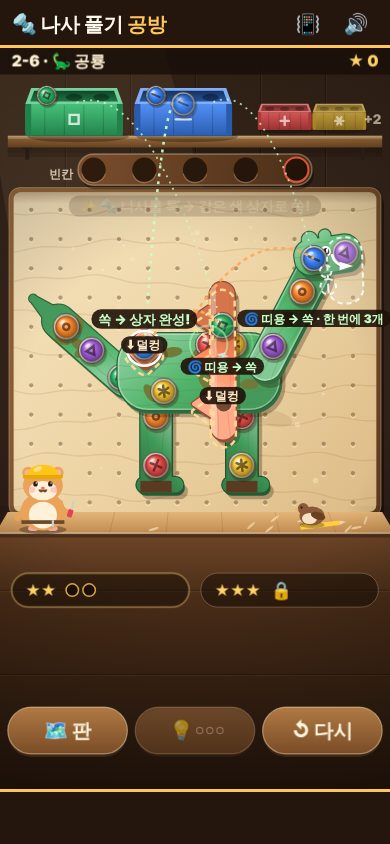 나사 풀기 공방
2-6 · 공룡
★ 0
+2
빈칸
쏙 → 상자 완성!
띠용 → 쏙 · 한 번에 3개
⬇ 덜컹
띠용 → 쏙
⬇ 덜컹
★★ ○○
★★★
판
○○○
다시